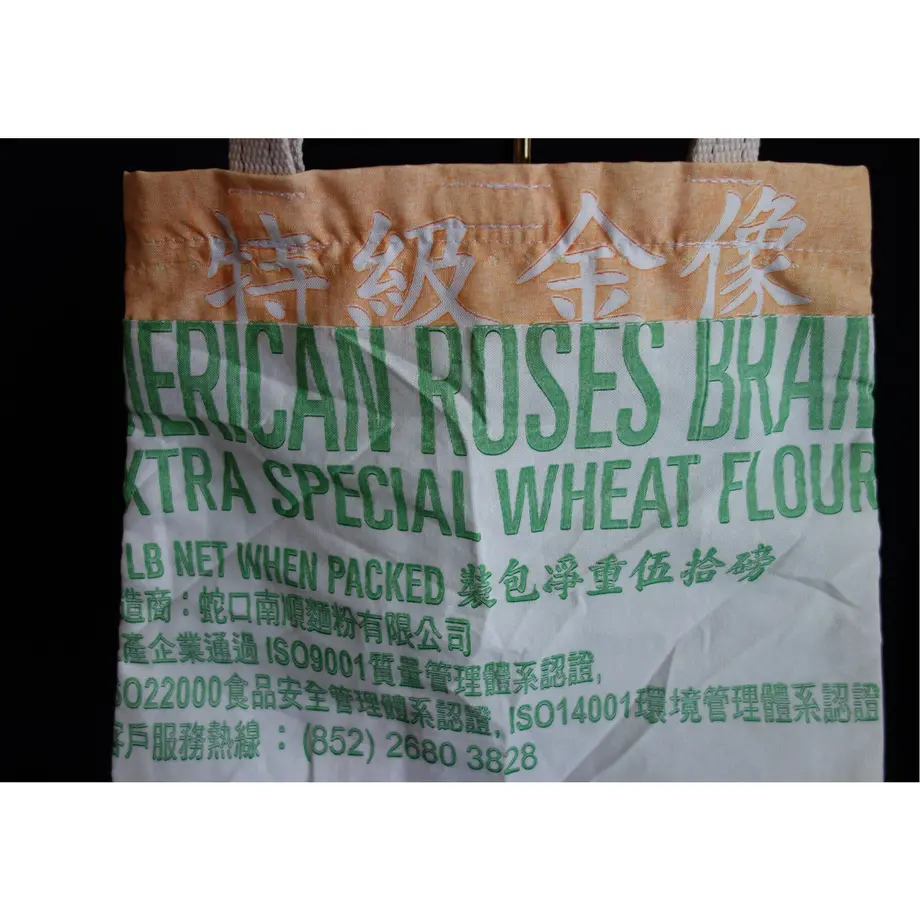 特級金像
MERICAN ROSES BRAN
XTRA SPECIAL WHEAT FLOUR
LB NET WHEN PACKED 裝包淨重伍拾磅
造商：蛇口南順麵粉有限公司
產企業通過 ISO9001質量管理體系認證,
SO22000食品安全管理體系認證, ISO14001環境管理體系認證
客戶服務熱線：(852) 2680 3828